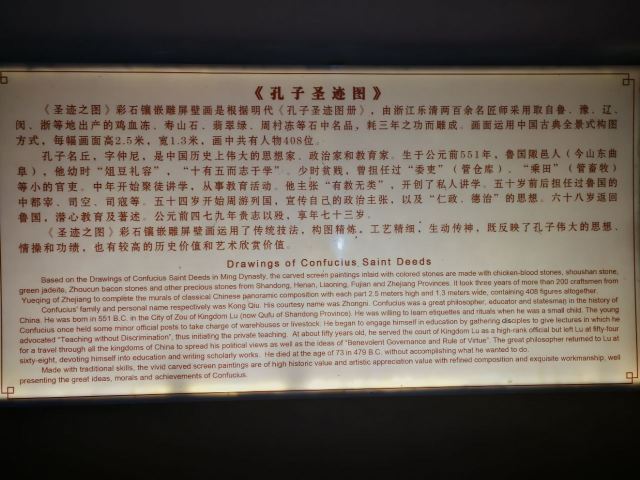 《孔子圣迹图》
《圣迹之图》彩石镶嵌雕屏壁画是根据明代《孔子圣迹图册》，由浙江乐清两百余名匠师采用取自鲁、豫、辽、
闽、浙等地出产的鸡血冻、寿山石、翡翠绿、周村冻等石中名品，耗三年之功而雕成。画面运用中国古典全景式构图
方式，每幅画面高2.5米，宽1.3米，画中共有人物408位。
孔子名丘，字仲尼，是中国历史上伟大的思想家、政治家和教育家。生于公元前551年，鲁国陬邑人（今山东曲
阜），他幼时“俎豆礼容”，“十有五而志于学”。少时贫贱，曾担任过“委吏”（管仓库）、“乘田”（管畜牧）
等小的官吏。中年开始聚徒讲学，从事教育活动。他主张“有教无类”，开创了私人讲学。五十岁前后担任过鲁国的
中都宰、司空、司寇等。五十四岁开始周游列国，宣传自己的政治主张，以及“仁政、德治”的思想。六十八岁返回
鲁国，潜心教育及著述。公元前四七九年贵志以殁，享年七十三岁。
《圣迹之图》彩石镶嵌雕屏壁画运用了传统技法，构图精炼，工艺精细，生动传神，既反映了孔子伟大的思想、
情操和功绩，也有较高的历史价值和艺术欣赏价值。
Drawings of Confucius Saint Deeds
Based on the Drawings of Confucius Saint Deeds in Ming Dynasty, the carved screen paintings inlaid with colored stones are made with chicken-blood stones, shoushan stone,
green jadeite, Zhoucun bacon stones and other precious stones from Shandong, Henan, Liaoning, Fujian and Zhejiang Provinces. It took three years of more than 200 craftsmen from
Yueqing of Zhejiang to complete the murals of classical Chinese panoramic composition with each part 2.5 meters high and 1.3 meters wide, containing 408 figures altogether.
Confucius' family and personal name respectively was Kong Qiu. His courtesy name was Zhongni. Confucius was a great philosopher, educator and statesman in the history of
China. He was born in 551 B.C. in the City of Zou of Kingdom Lu (now Qufu of Shandong Province). He was willing to learn etiquettes and rituals when he was a small child. The young
Confucius once held some minor official posts to take charge of warehouses or livestock. He began to engage himself in education by gathering disciples to give lectures in which he
advocated "Teaching without Discrimination", thus initiating the private teaching. At about fifty years old, he served the court of Kingdom Lu as a high-rank official but left Lu at fifty-four
for a travel through all the kingdoms of China to spread his political views as well as the ideas of "Benevolent Governance and Rule of Virtue". The great philosopher returned to Lu at
sixty-eight, devoting himself into education and writing scholarly works. He died at the age of 73 in 479 B.C. without accomplishing what he wanted to do.
Made with traditional skills, the vivid carved screen paintings are of high historic value and artistic appreciation value with refined composition and exquisite workmanship, well
presenting the great ideas, morals and achievements of Confucius.